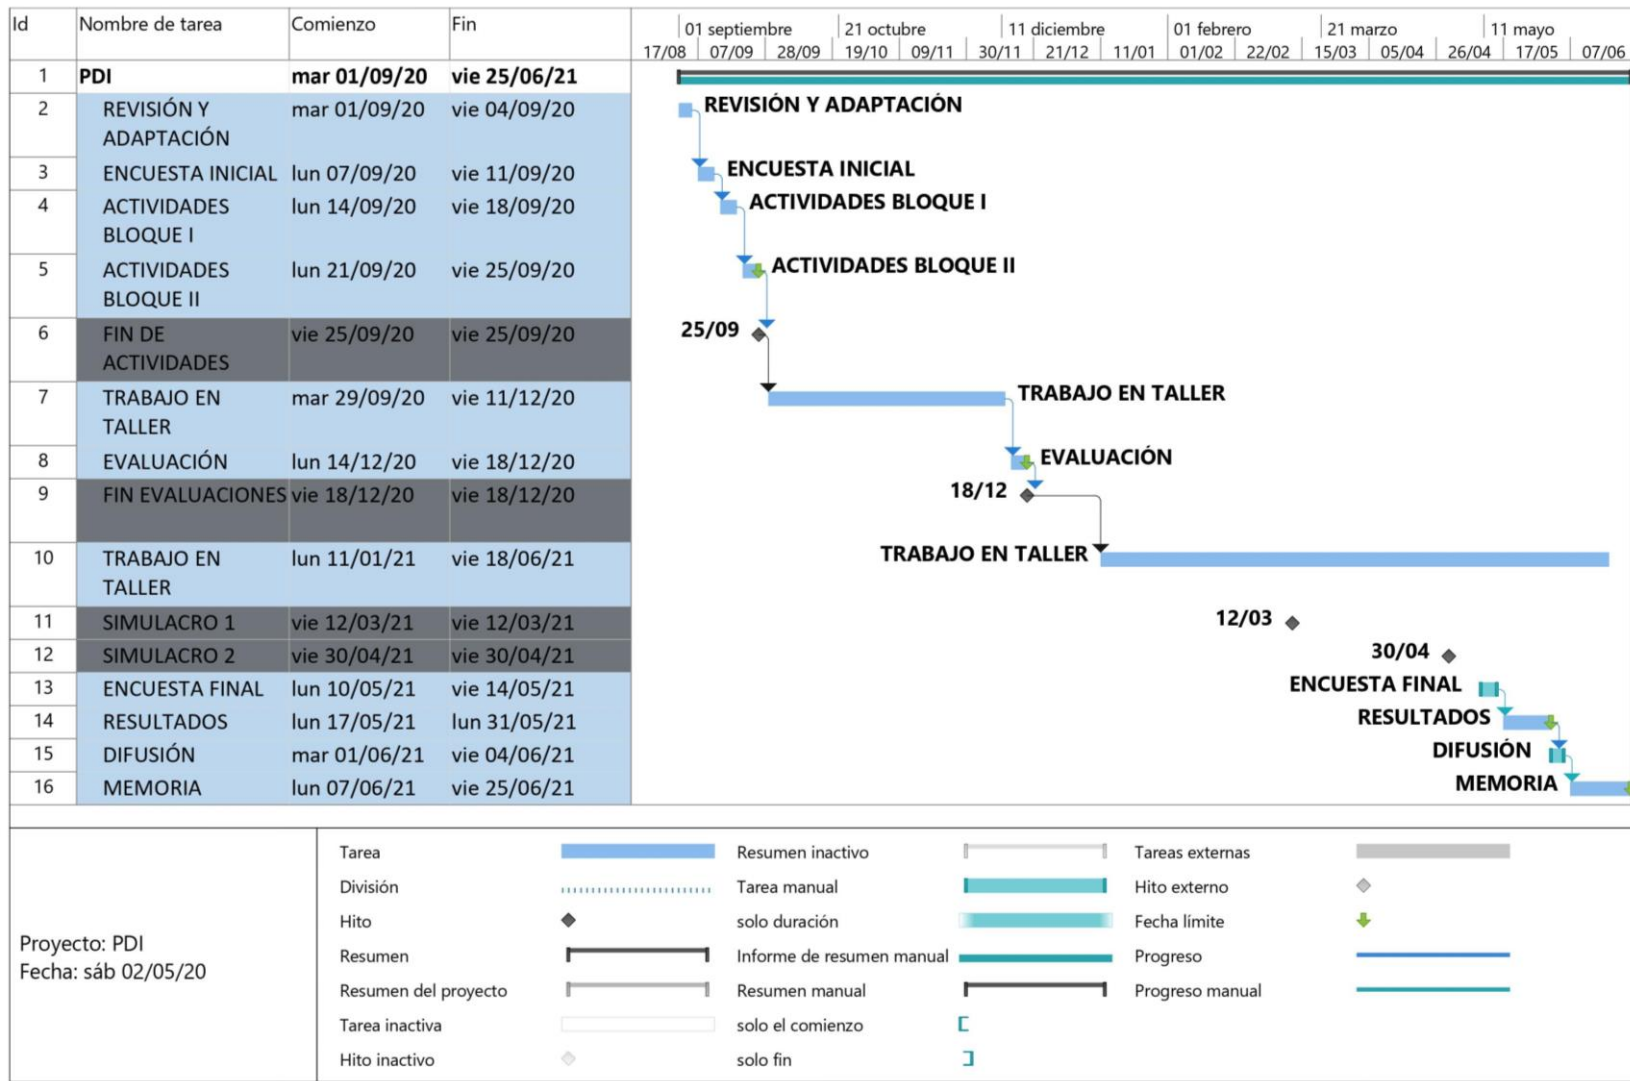 Id Nombre de tarea Comienzo Fin
01 septiembre 21 octubre 11 diciembre 01 febrero 21 marzo 11 mayo
17/08 07/09 28/09 19/10 09/11 30/11 21/12 11/01 01/02 22/02 15/03 05/04 26/04 17/05 07/06
1 PDI mar 01/09/20 vie 25/06/21
2 REVISIÓN Y mar 01/09/20 vie 04/09/20 REVISIÓN Y ADAPTACIÓN
ADAPTACIÓN
3 ENCUESTA INICIAL lun 07/09/20 vie 11/09/20 ENCUESTA INICIAL
4 ACTIVIDADES lun 14/09/20 vie 18/09/20 ACTIVIDADES BLOQUE I
BLOQUE I
5 ACTIVIDADES lun 21/09/20 vie 25/09/20 ACTIVIDADES BLOQUE II
BLOQUE II
6 FIN DE vie 25/09/20 vie 25/09/20 25/09
ACTIVIDADES
7 TRABAJO EN mar 29/09/20 vie 11/12/20 TRABAJO EN TALLER
TALLER
8 EVALUACIÓN lun 14/12/20 vie 18/12/20 EVALUACIÓN
9 FIN EVALUACIONES vie 18/12/20 vie 18/12/20 18/12
10 TRABAJO EN lun 11/01/21 vie 18/06/21 TRABAJO EN TALLER
TALLER
11 SIMULACRO 1 vie 12/03/21 vie 12/03/21 12/03
12 SIMULACRO 2 vie 30/04/21 vie 30/04/21 30/04
13 ENCUESTA FINAL lun 10/05/21 vie 14/05/21 ENCUESTA FINAL
14 RESULTADOS lun 17/05/21 lun 31/05/21 RESULTADOS
15 DIFUSIÓN mar 01/06/21 vie 04/06/21 DIFUSIÓN
16 MEMORIA lun 07/06/21 vie 25/06/21 MEMORIA
Proyecto: PDI
Fecha: sáb 02/05/20
Tarea
División
Hito
Resumen
Resumen del proyecto
Tarea inactiva
Hito inactivo
Resumen inactivo
Tarea manual
solo duración
Informe de resumen manual
Resumen manual
solo el comienzo
solo fin
Tareas externas
Hito externo
Fecha límite
Progreso
Progreso manual